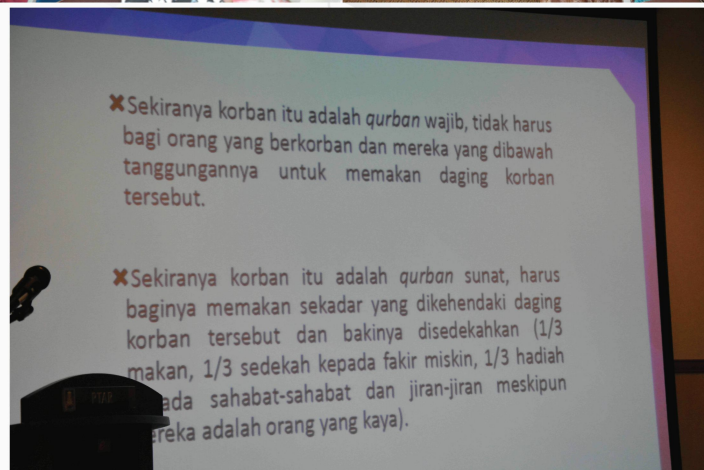 Sekiranya korban itu adalah qurban wajib, tidak harus
bagi orang yang berkorban dan mereka yang dibawah
tanggungannya untuk memakan daging korban
tersebut.
Sekiranya korban itu adalah qurban sunat, harus
baginya memakan sekadar yang dikehendaki daging
korban tersebut dan bakinya disedekahkan (1/3
makan, 1/3 sedekah kepada fakir miskin, 1/3 hadiah
ada sahabat-sahabat dan jiran-jiran meskipun
ereka adalah orang yang kaya).